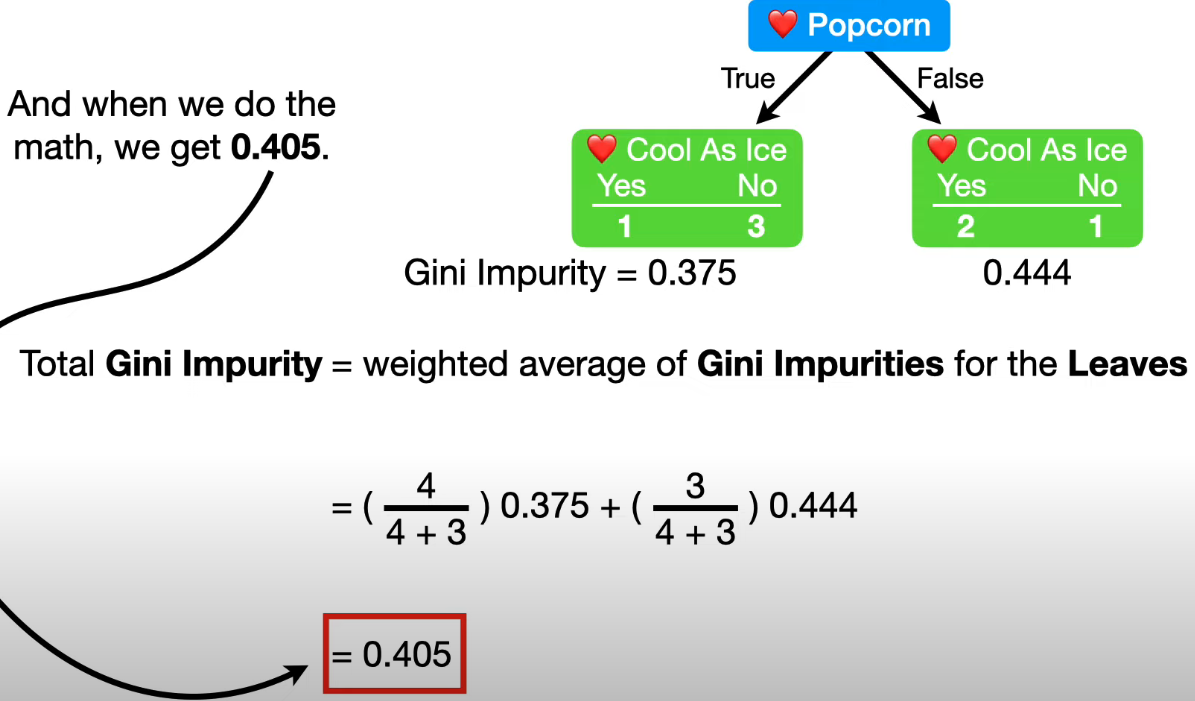 ❤️ Popcorn
True False
And when we do the
math, we get 0.405.
❤️ Cool As Ice
Yes No
1 3
❤️ Cool As Ice
Yes No
2 1
Gini Impurity = 0.375 0.444
Total Gini Impurity = weighted average of Gini Impurities for the Leaves
= ( 4 / 4 + 3 ) 0.375 + ( 3 / 4 + 3 ) 0.444
= 0.405